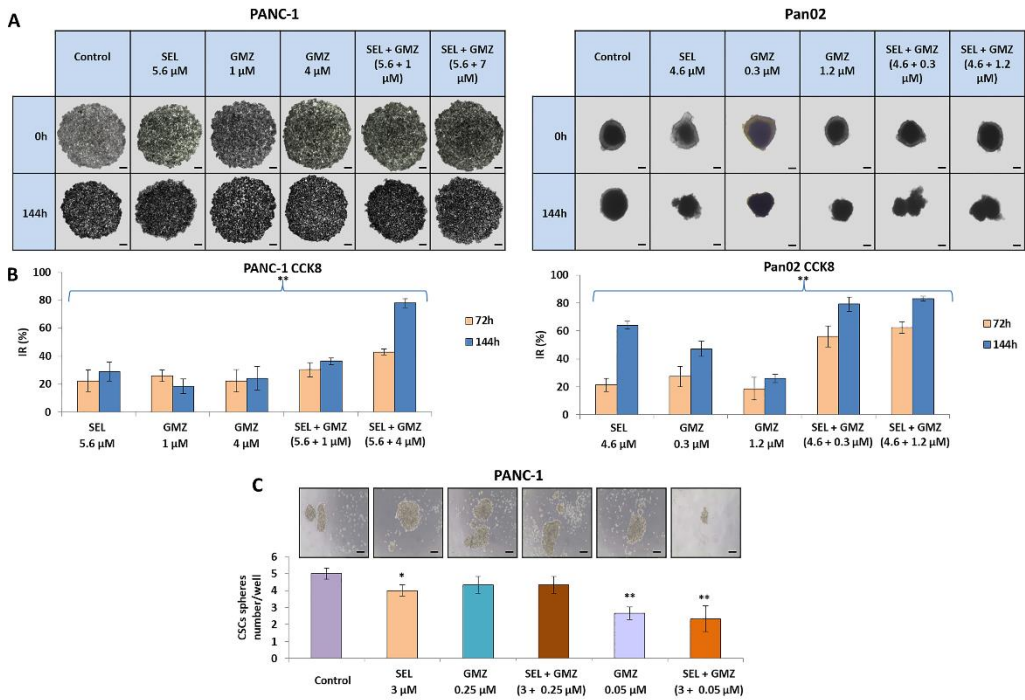 A
PANC-1
Pan02
Control
SEL
5.6 µM
GMZ
1 µM
GMZ
4 µM
SEL + GMZ
(5.6 + 1
µM)
SEL + GMZ
(5.6 + 7
µM)
Control
SEL
4.6 µM
GMZ
0.3 µM
GMZ
1.2 µM
SEL + GMZ
(4.6 + 0.3
µM)
SEL + GMZ
(4.6 + 1.2
µM)
0h
0h
144h
144h
B
PANC-1 CCK8
**
IR (%)
100
80
60
40
20
0
72h
144h
SEL
5.6 µM
GMZ
1 µM
GMZ
4 µM
SEL + GMZ
(5.6 + 1 µM)
SEL + GMZ
(5.6 + 4 µM)
Pan02 CCK8
**
IR (%)
100
80
60
40
20
0
72h
144h
SEL
4.6 µM
GMZ
0.3 µM
GMZ
1.2 µM
SEL + GMZ
(4.6 + 0.3 µM)
SEL + GMZ
(4.6 + 1.2 µM)
C
PANC-1
CSCs spheres
number/well
6
5
4
3
2
1
0
*
**
**
Control
SEL
3 µM
GMZ
0.25 µM
SEL + GMZ
(3 + 0.25 µM)
GMZ
0.05 µM
SEL + GMZ
(3 + 0.05 µM)